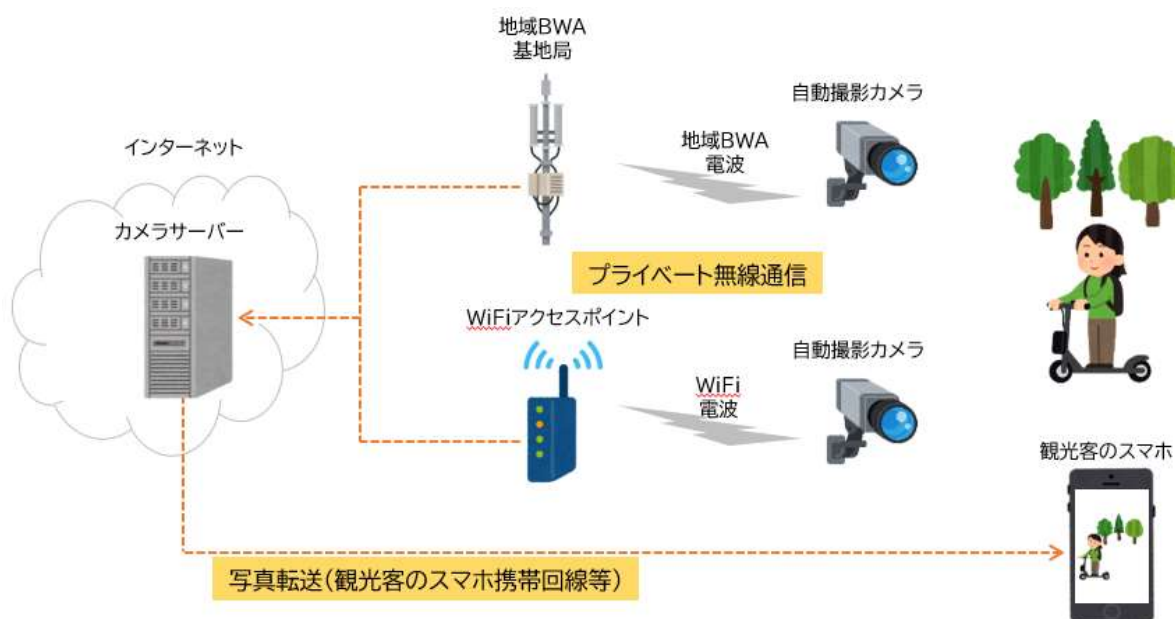 地域BWA
基地局
自動撮影カメラ
地域BWA
電波
インターネット
カメラサーバー
プライベート無線通信
WiFiアクセスポイント
自動撮影カメラ
WiFi
電波
観光客のスマホ
写真転送(観光客のスマホ携帯回線等)